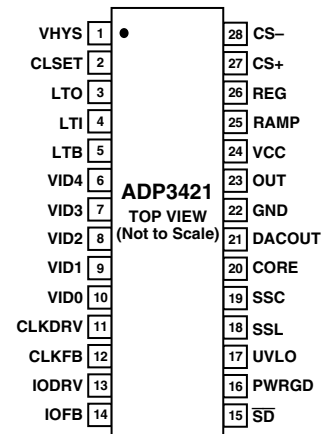 VHYS 1 28 CS–
CLSET 2 27 CS+
LTO 3 26 REG
LTI 4 25 RAMP
LTB 5 24 VCC
VID4 6 23 OUT
VID3 7 ADP3421 22 GND
VID2 8 TOP VIEW 21 DACOUT
VID1 9 (Not to Scale) 20 CORE
VID0 10 19 SSC
CLKDRV 11 18 SSL
CLKFB 12 17 UVLO
IODRV 13 16 PWRGD
IOFB 14 15 S̅D̅